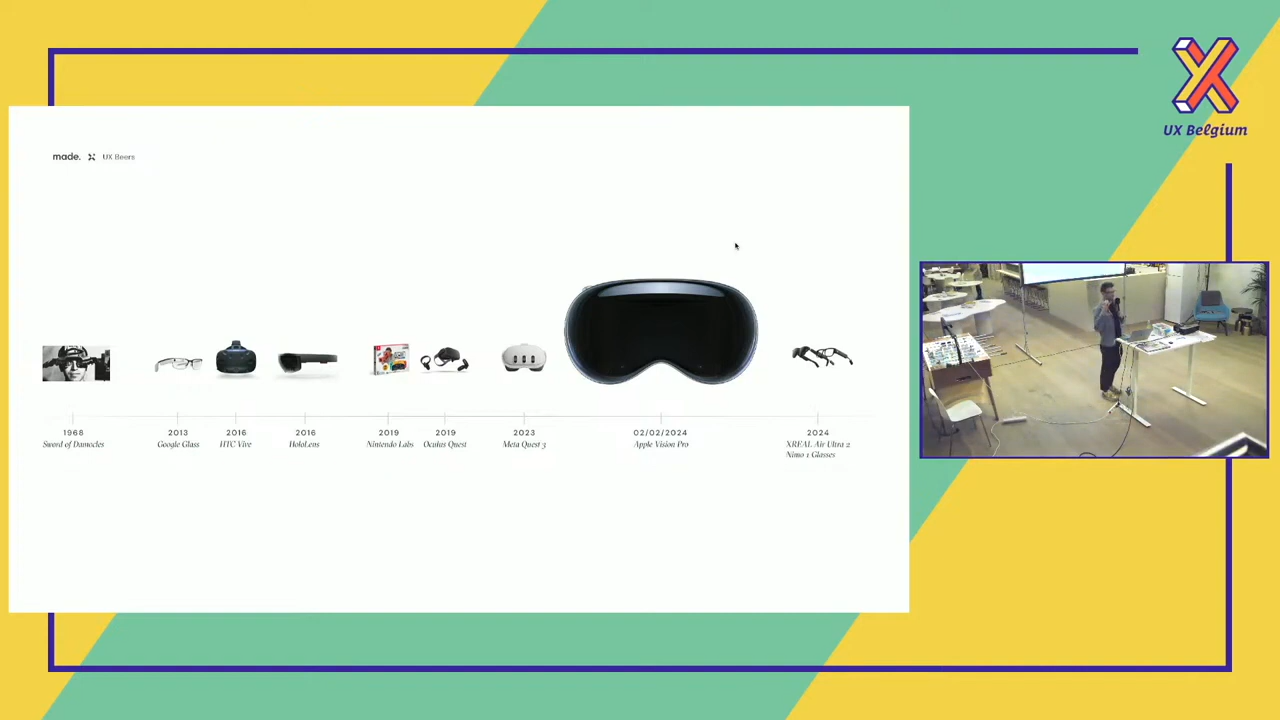 UX Belgium
made. X UX Beers
1968
Sword of Damocles
2013
Google Glass
2016
HTC Vive
2016
HoloLens
2019
Nintendo Labs
2019
Oculus Quest
2023
Meta Quest 3
02/02/2024
Apple Vision Pro
2024
XREAL Air Ultra 2
Nimo 1 Glasses